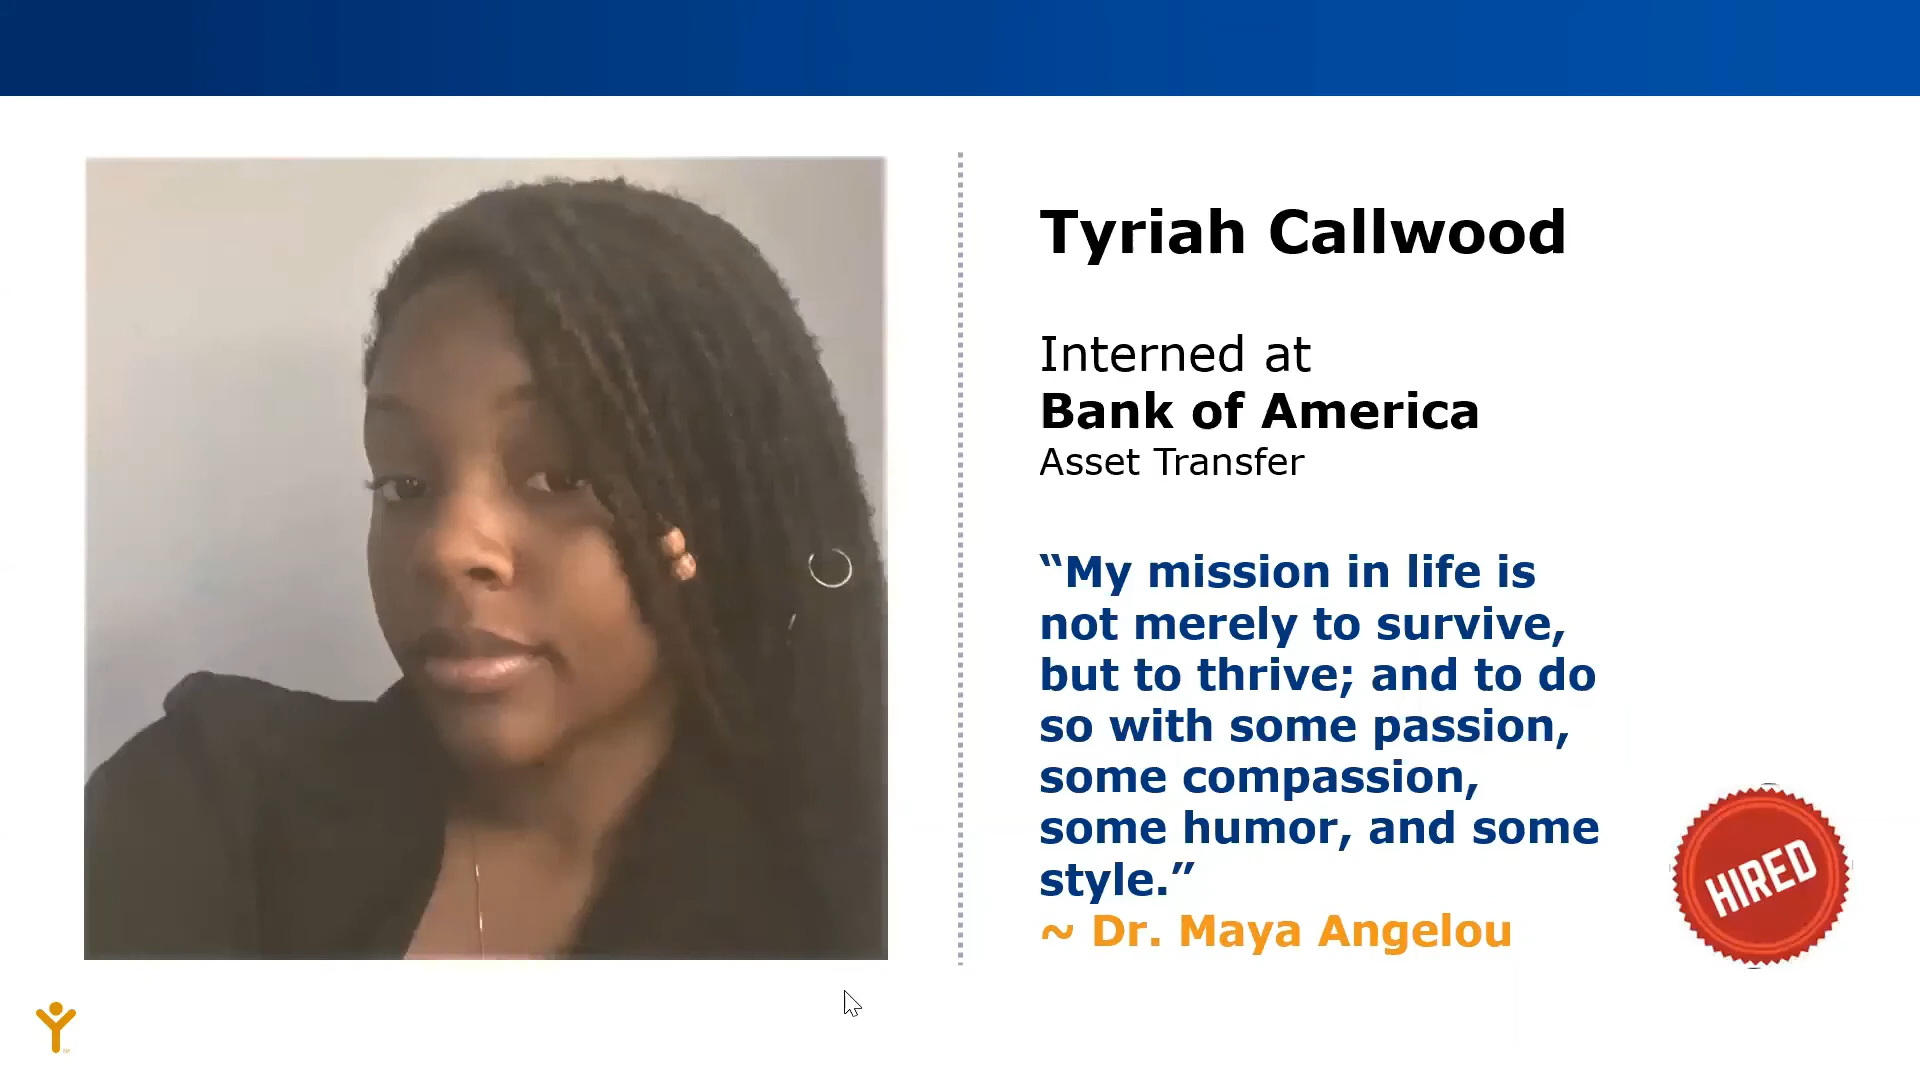 Tyriah Callwood
Interned at
Bank of America
Asset Transfer
“My mission in life is
not merely to survive,
but to thrive; and to do
so with some passion,
some compassion,
some humor, and some
style.”
~ Dr. Maya Angelou
HIRED